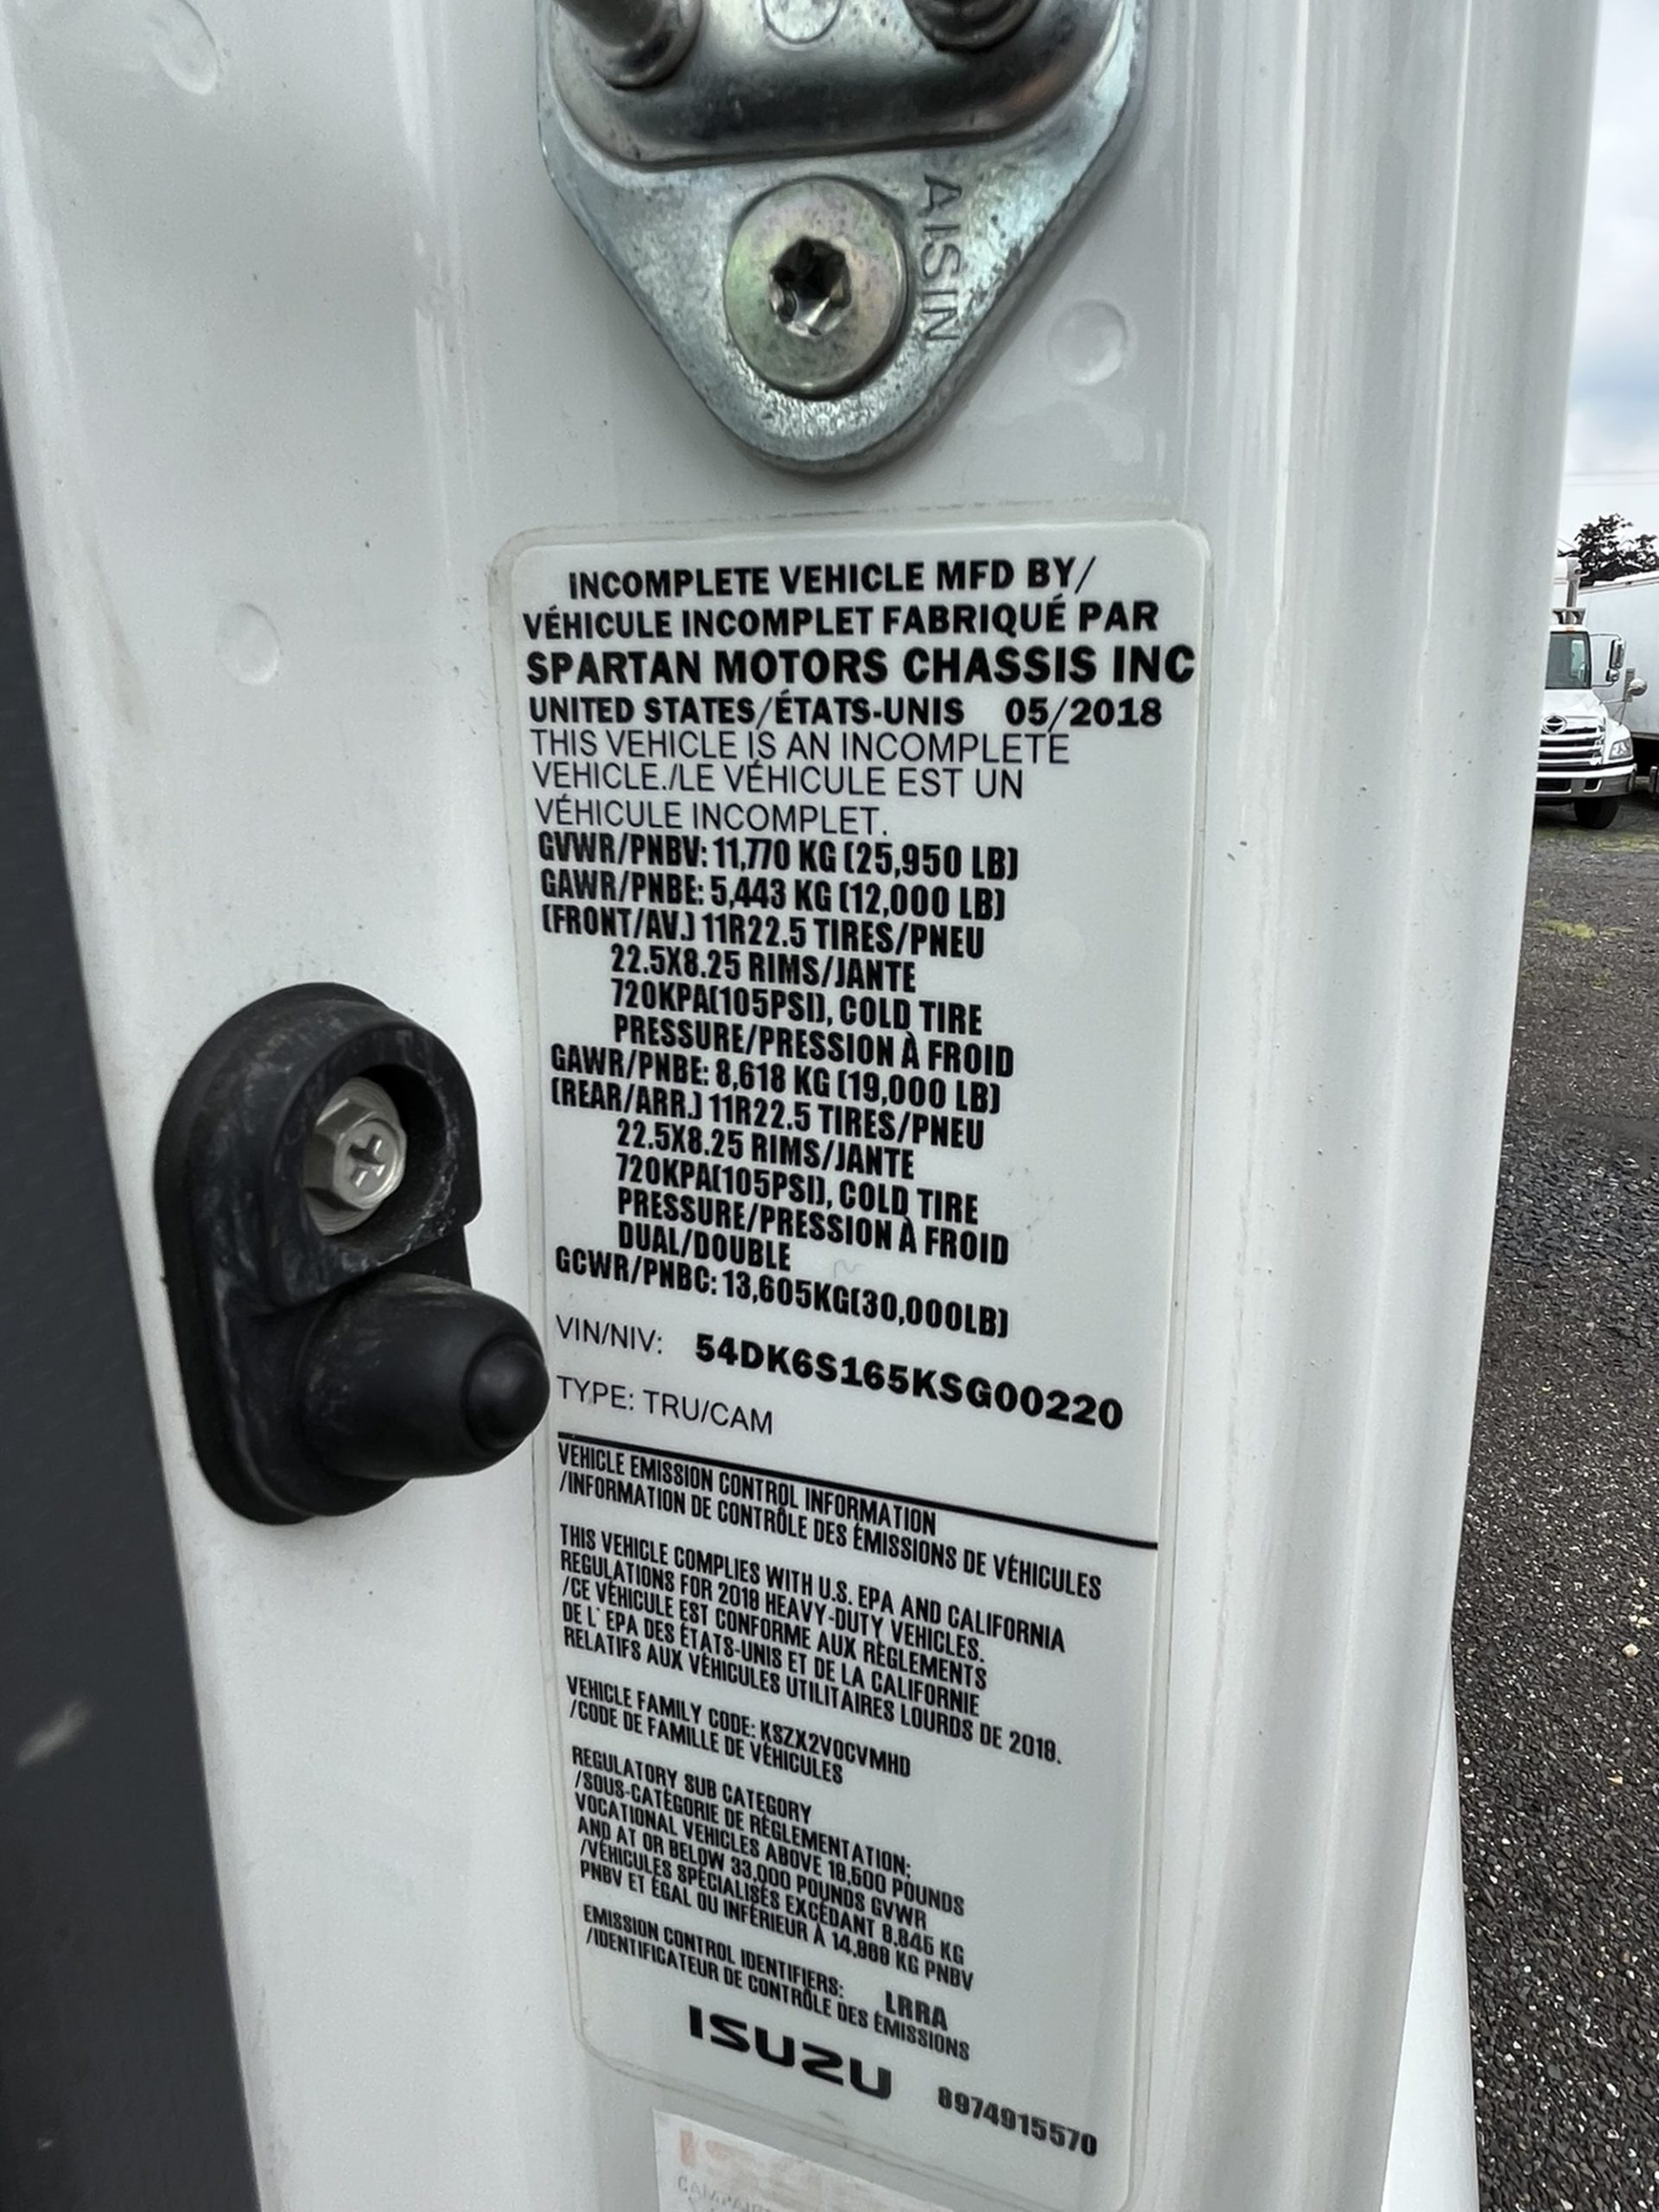 AISIN
INCOMPLETE VEHICLE MFD BY/
VÉHICULE INCOMPLET FABRIQUÉ PAR
SPARTAN MOTORS CHASSIS INC
UNITED STATES/ÉTATS-UNIS 05/2018
THIS VEHICLE IS AN INCOMPLETE
VEHICLE./LE VÉHICULE EST UN
VÉHICULE INCOMPLET.
GVWR/PNBV: 11,770 KG (25,950 LB)
GAWR/PNBE: 5,443 KG (12,000 LB)
(FRONT/AV.) 11R22.5 TIRES/PNEU
22.5X8.25 RIMS/JANTE
720KPA(105PSI), COLD TIRE
PRESSURE/PRESSION À FROID
GAWR/PNBE: 8,618 KG (19,000 LB)
(REAR/ARR.) 11R22.5 TIRES/PNEU
22.5X8.25 RIMS/JANTE
720KPA(105PSI), COLD TIRE
PRESSURE/PRESSION À FROID
DUAL/DOUBLE
GCWR/PNBC: 13,605KG(30,000LB)
VIN/NIV: 54DK6S165KSG00220
TYPE: TRU/CAM
VEHICLE EMISSION CONTROL INFORMATION
/INFORMATION DE CONTRÔLE DES ÉMISSIONS DE VÉHICULES
THIS VEHICLE COMPLIES WITH U.S. EPA AND CALIFORNIA
REGULATIONS FOR 2018 HEAVY-DUTY VEHICLES.
/CE VÉHICULE EST CONFORME AUX RÈGLEMENTS
DE L'EPA DES ÉTATS-UNIS ET DE LA CALIFORNIE
RELATIFS AUX VÉHICULES UTILITAIRES LOURDS DE 2018.
VEHICLE FAMILY CODE: KSZX2VOCVMHD
/CODE DE FAMILLE DE VÉHICULES
REGULATORY SUB CATEGORY
/SOUS-CATÉGORIE DE RÈGLEMENTATION:
VOCATIONAL VEHICLES ABOVE 19,500 POUNDS
AND AT OR BELOW 33,000 POUNDS GVWR
/VÉHICULES SPÉCIALISÉS EXCÉDANT 8,845 KG
PNBV ET ÉGAL OU INFÉRIEUR À 14,969 KG PNBV
EMISSION CONTROL IDENTIFIERS: LRRA
/IDENTIFICATEUR DE CONTRÔLE DES ÉMISSIONS
ISUZU 8974915570